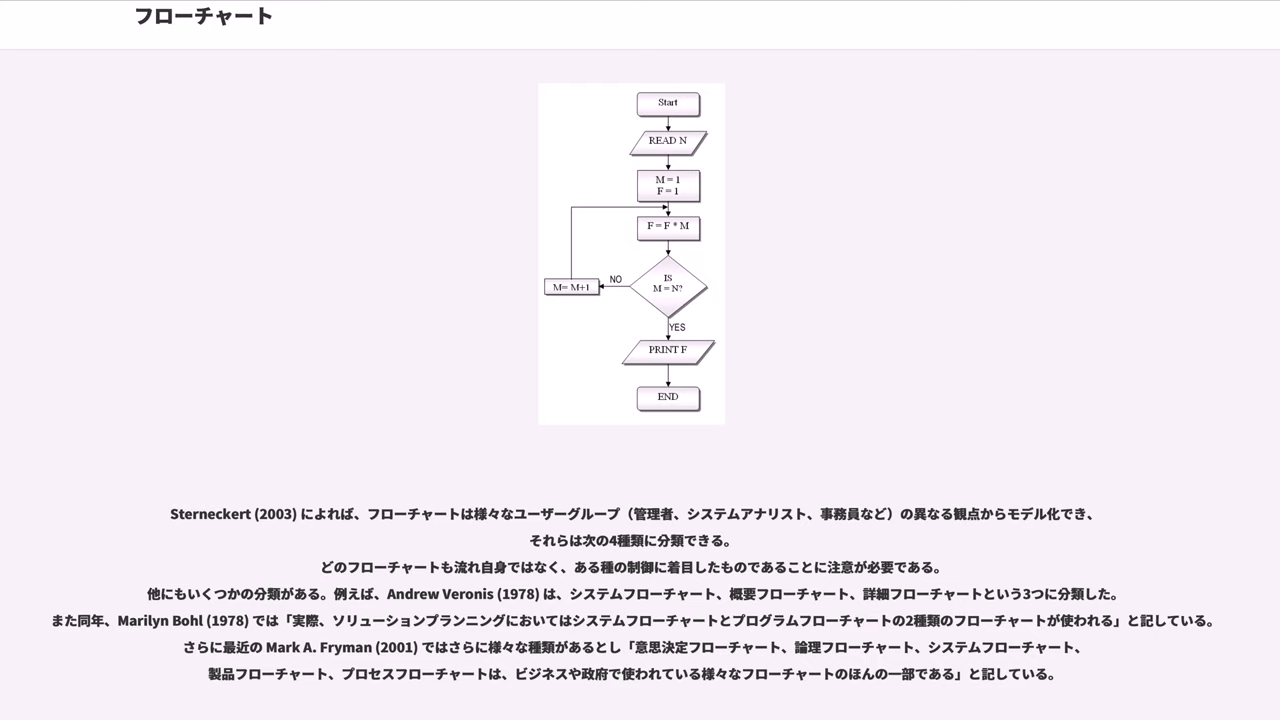 フローチャート
Start
READ N
M = 1
F = 1
F = F * M
IS
M = N?
NO
M= M+1
YES
PRINT F
END
Sterneckert (2003) によれば、フローチャートは様々なユーザーグループ（管理者、システムアナリスト、事務員など）の異なる観点からモデル化でき、
それらは次の4種類に分類できる。
どのフローチャートも流れ自身ではなく、ある種の制御に着目したものであることに注意が必要である。
他にもいくつかの分類がある。例えば、Andrew Veronis (1978) は、システムフローチャート、概要フローチャート、詳細フローチャートという3つに分類した。
また同年、Marilyn Bohl (1978) では「実際、ソリューションプランニングにおいてはシステムフローチャートとプログラムフローチャートの2種類のフローチャートが使われる」と記している。
さらに最近の Mark A. Fryman (2001) ではさらに様々な種類があるとし「意思決定フローチャート、論理フローチャート、システムフローチャート、
製品フローチャート、プロセスフローチャートは、ビジネスや政府で使われている様々なフローチャートのほんの一部である」と記している。